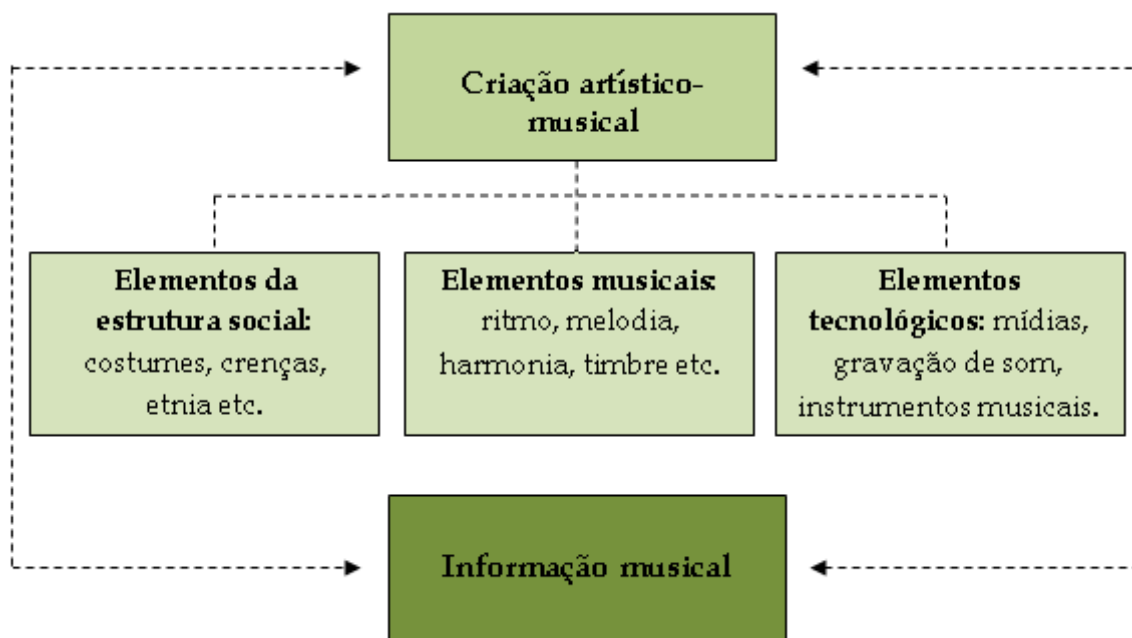 Criação artístico-
musical
Elementos da
estrutura social:
costumes, crenças,
etnia etc.
Elementos musicais:
ritmo, melodia,
harmonia, timbre etc.
Elementos
tecnológicos: mídias,
gravação de som,
instrumentos musicais.
Informação musical